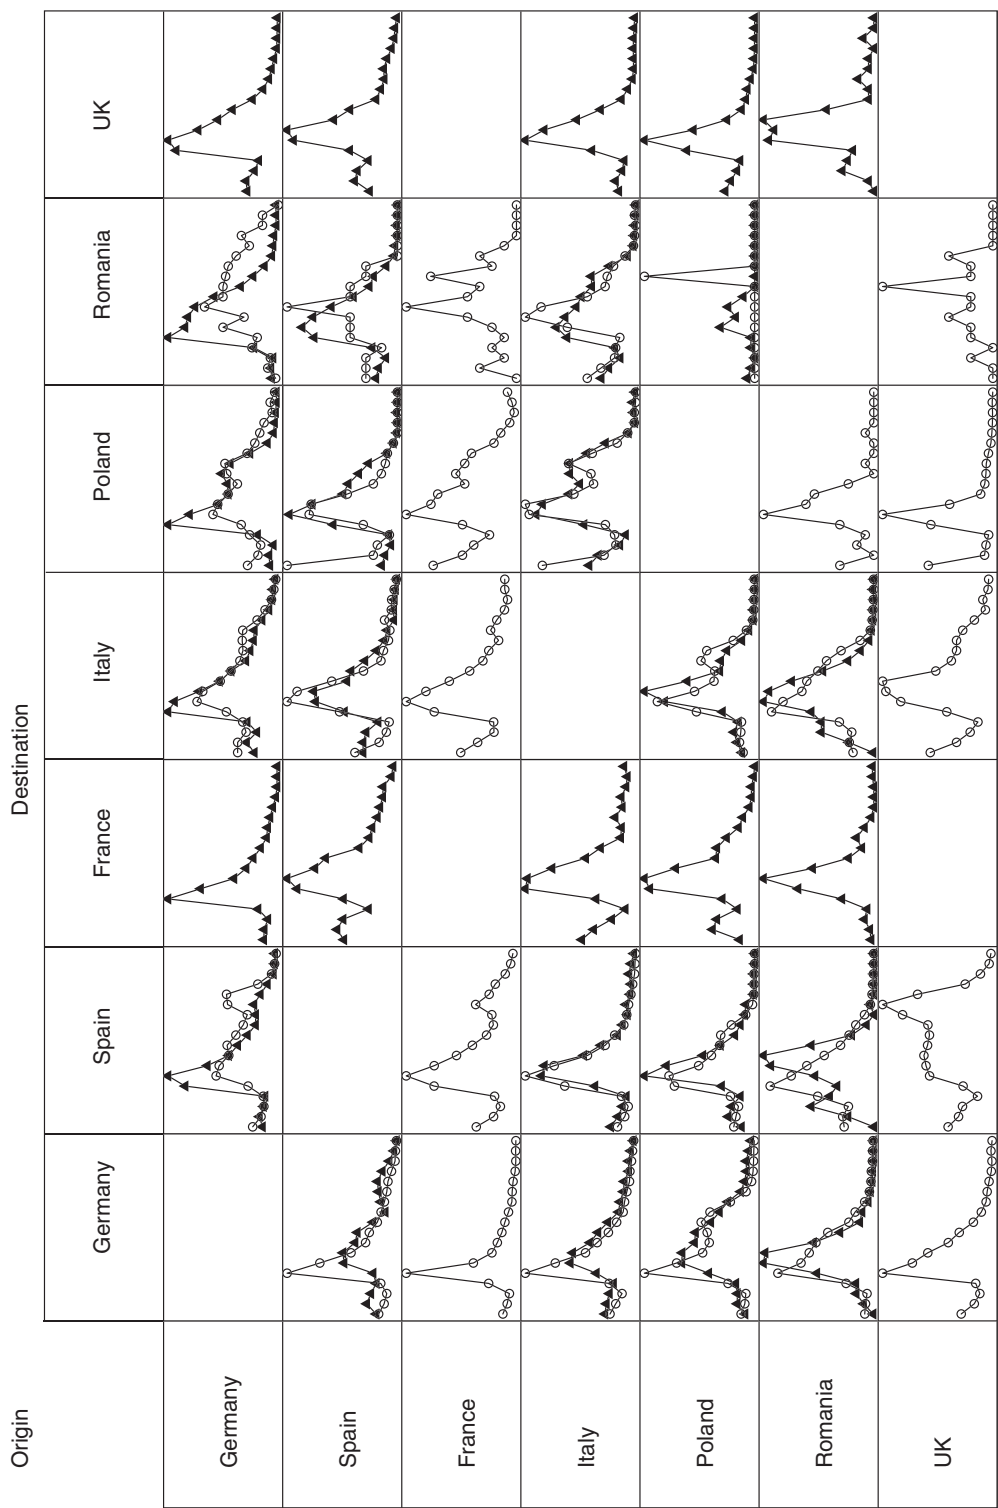 Origin
Destination
Germany
Spain
France
Italy
Poland
Romania
UK
Germany
Spain
France
Italy
Poland
Romania
UK